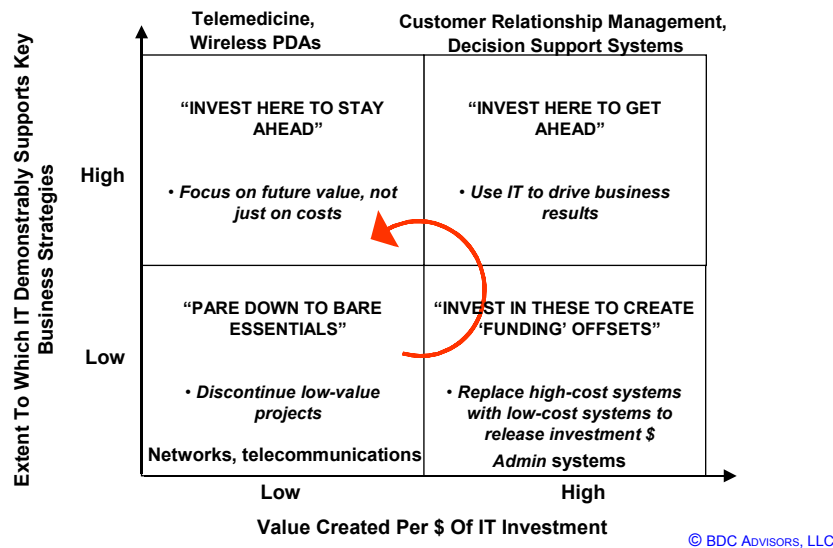 Telemedicine,
Wireless PDAs
Customer Relationship Management,
Decision Support Systems
Extent To Which IT Demonstrably Supports Key
Business Strategies
High
“INVEST HERE TO STAY
AHEAD”
• Focus on future value, not
just on costs
“INVEST HERE TO GET
AHEAD”
• Use IT to drive business
results
Low
“PARE DOWN TO BARE
ESSENTIALS”
• Discontinue low-value
projects
Networks, telecommunications
“INVEST IN THESE TO CREATE
‘FUNDING’ OFFSETS”
• Replace high-cost systems
with low-cost systems to
release investment $
Admin systems
Low
High
Value Created Per $ Of IT Investment
© BDC ADVISORS, LLC